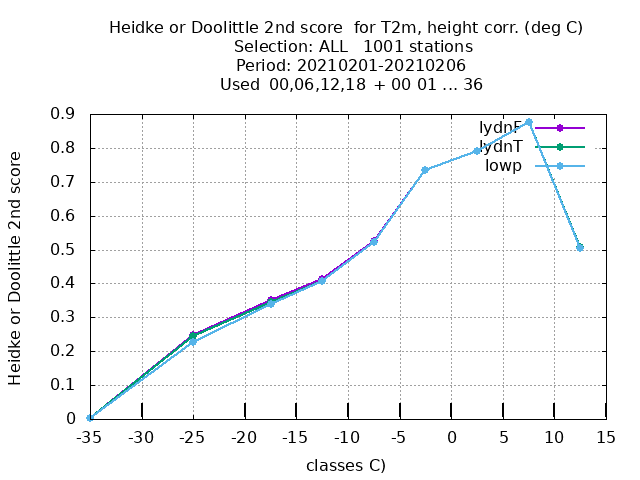 Heidke or Doolittle 2nd score  for T2m, height corr. (deg C)
Selection: ALL   1001 stations
Period: 20210201-20210206
Used 00,06,12,18 + 00 01 ... 36
Heidke or Doolittle 2nd score
0.9
0.8
0.7
0.6
0.5
0.4
0.3
0.2
0.1
0
lydnF
lydnT
lowp
-35 -30 -25 -20 -15 -10 -5 0 5 10 15
classes C)